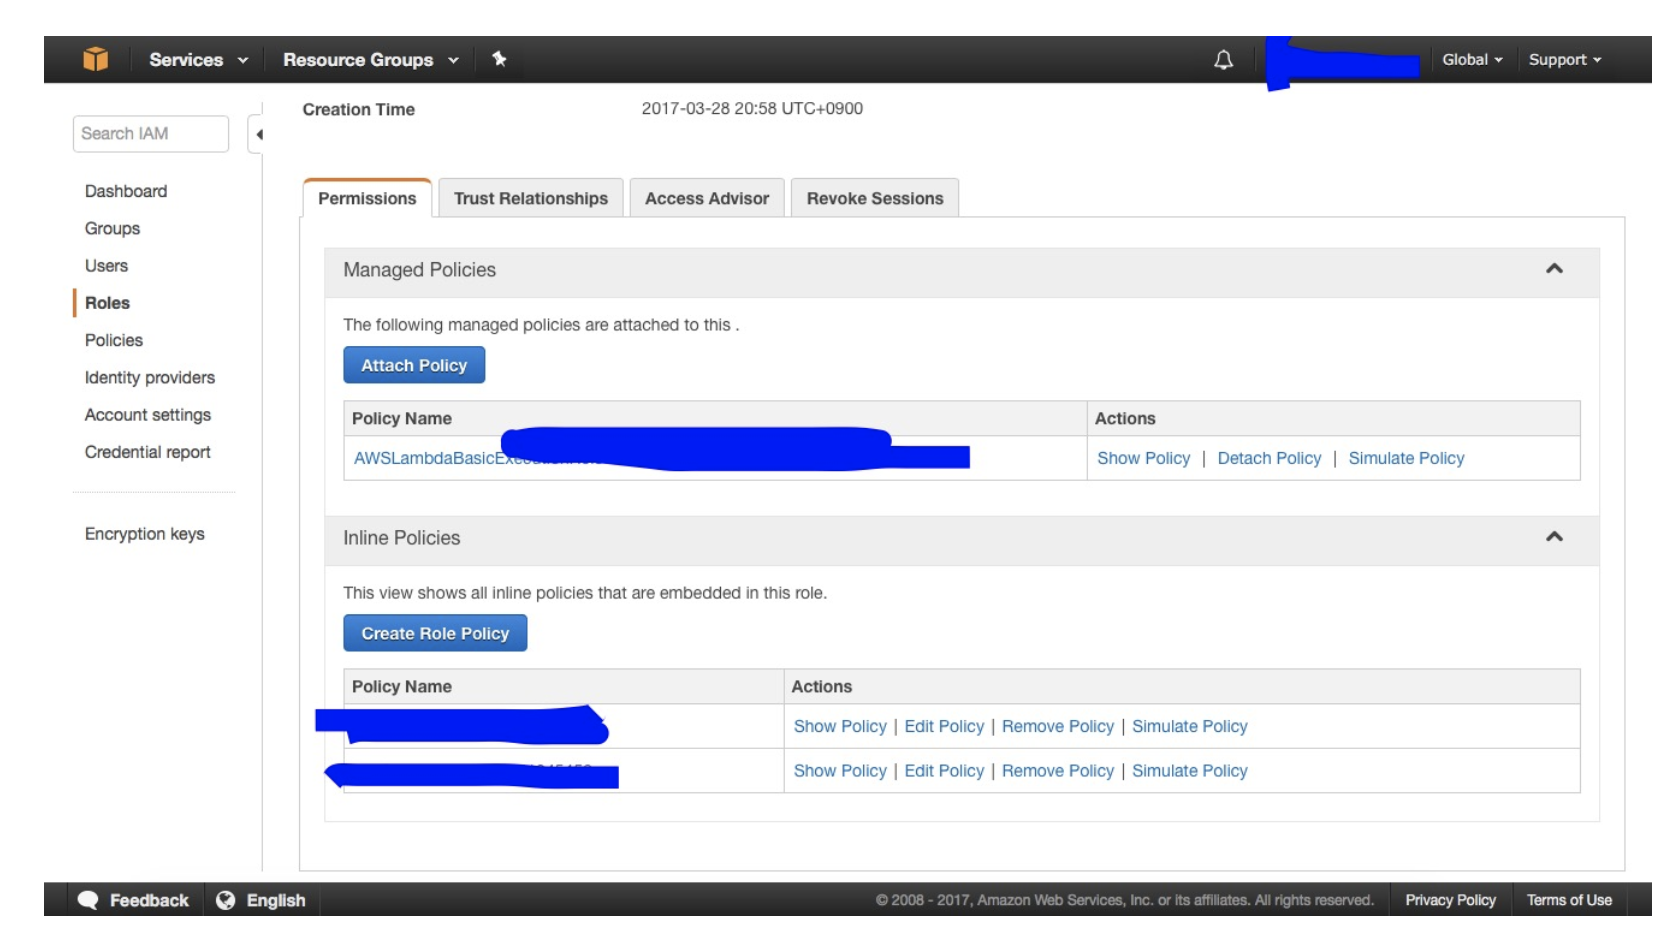 Services Resource Groups Global Support
Creation Time 2017-03-28 20:58 UTC+0900
Search IAM
Dashboard
Groups
Users
Roles
Policies
Identity providers
Account settings
Credential report
Encryption keys
Permissions Trust Relationships Access Advisor Revoke Sessions
Managed Policies
The following managed policies are attached to this .
Attach Policy
Policy Name Actions
Show Policy | Detach Policy | Simulate Policy
Inline Policies
This view shows all inline policies that are embedded in this role.
Create Role Policy
Policy Name Actions
Show Policy | Edit Policy | Remove Policy | Simulate Policy
Show Policy | Edit Policy | Remove Policy | Simulate Policy
Feedback English © 2008 - 2017, Amazon Web Services, Inc. or its affiliates. All rights reserved. Privacy Policy Terms of Use